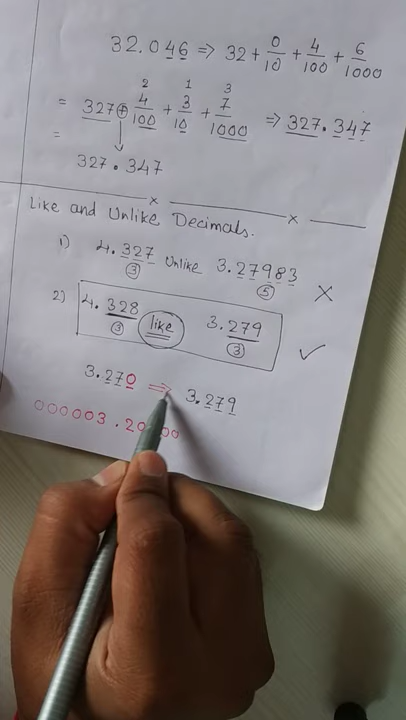 32.046 ⇒ 32 + 0/10 + 4/100 + 6/1000
2 1 3
= 327 + 4/100 + 3/10 + 7/1000 ⇒ 327.347
=
327.347
x x
Like and Unlike Decimals.
1) 4.327 Unlike 3.27983 X
③ ⑤
2) 4.328 like 3.279 ✓
③ ③
3.270 ⇒ 3.279
000003.20 00